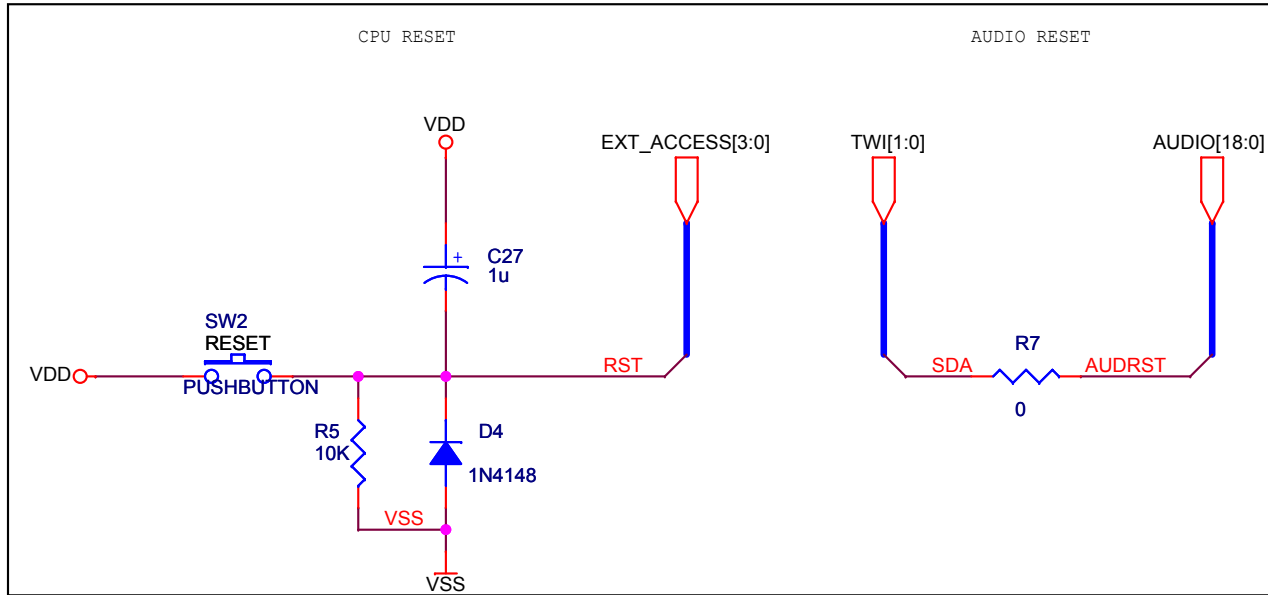 CPU RESET
AUDIO RESET
VDD
EXT_ACCESS[3:0]
TWI[1:0]
AUDIO[18:0]
+
C27
1u
SW2
RESET
VDD
PUSHBUTTON
RST
R7
SDA
AUDRST
0
R5
10K
D4
1N4148
VSS
VSS